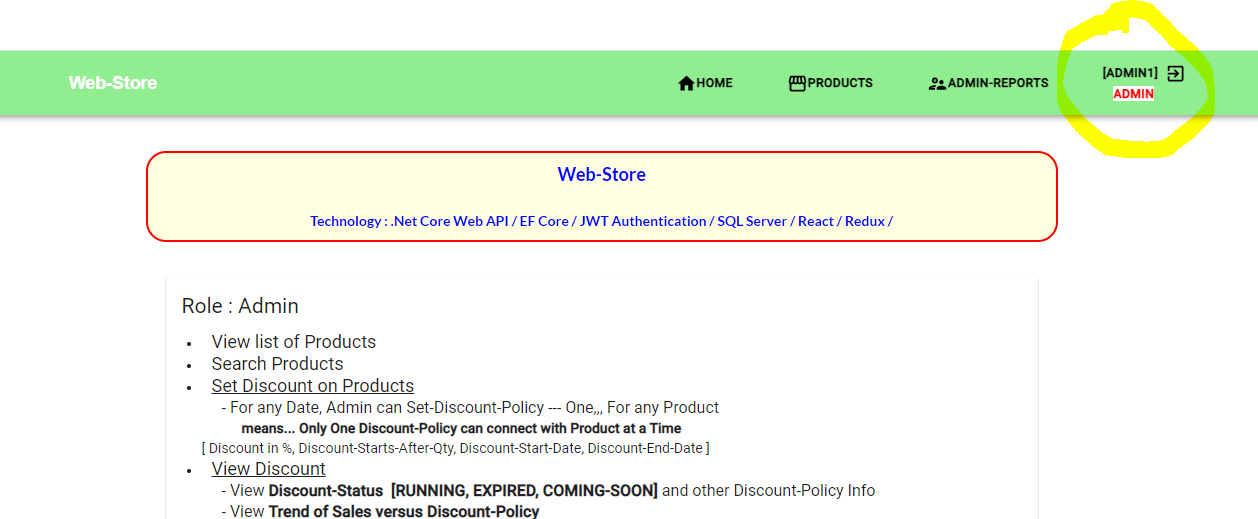 Web-Store HOME PRODUCTS ADMIN-REPORTS [ADMIN1]
ADMIN
Web-Store
Technology : .Net Core Web API / EF Core / JWT Authentication / SQL Server / React / Redux /
Role : Admin
• View list of Products
• Search Products
• Set Discount on Products
- For any Date, Admin can Set-Discount-Policy --- One,,, For any Product
means... Only One Discount-Policy can connect with Product at a Time
[ Discount in %, Discount-Starts-After-Qty, Discount-Start-Date, Discount-End-Date ]
• View Discount
- View Discount-Status [RUNNING, EXPIRED, COMING-SOON] and other Discount-Policy Info
- View Trend of Sales versus Discount-Policy